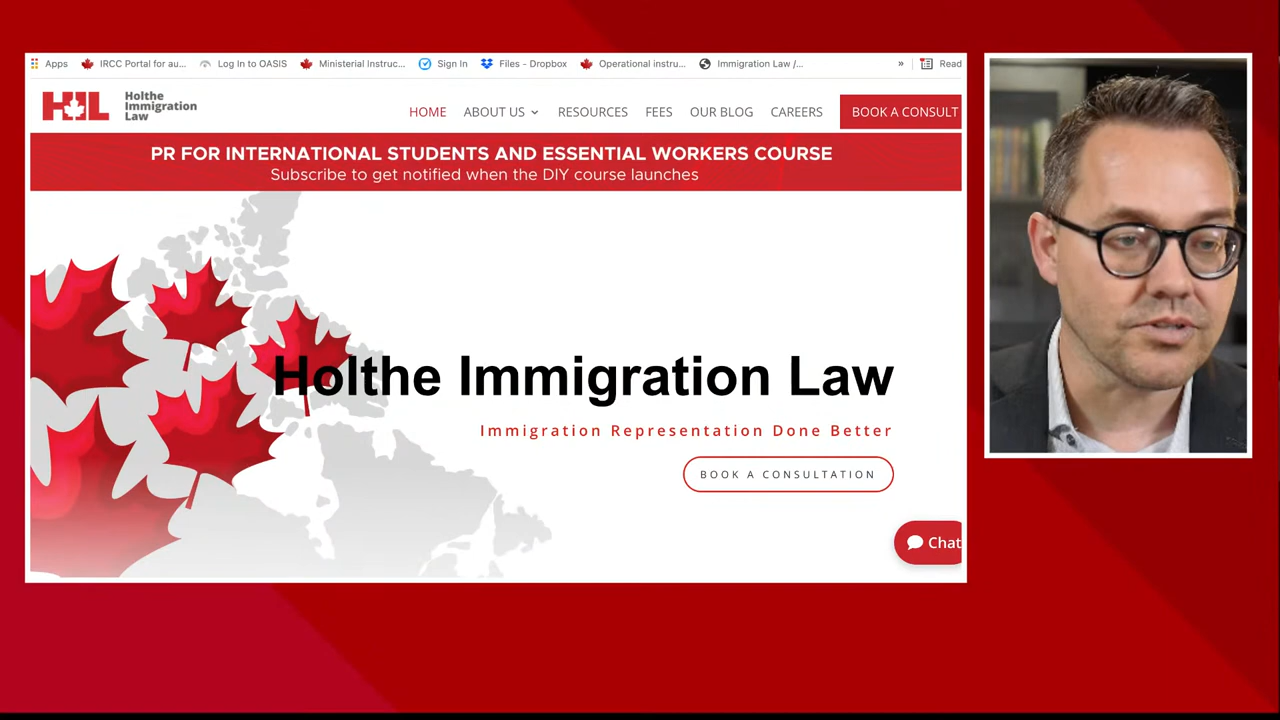 Apps IRCC Portal for au... Log In to OASIS Ministerial Instruc... Sign In Files - Dropbox Operational instru... Immigration Law /... » Read
HIL Holthe
Immigration
Law
HOME ABOUT US RESOURCES FEES OUR BLOG CAREERS BOOK A CONSULT
PR FOR INTERNATIONAL STUDENTS AND ESSENTIAL WORKERS COURSE
Subscribe to get notified when the DIY course launches
Holthe Immigration Law
Immigration Representation Done Better
BOOK A CONSULTATION
Chat